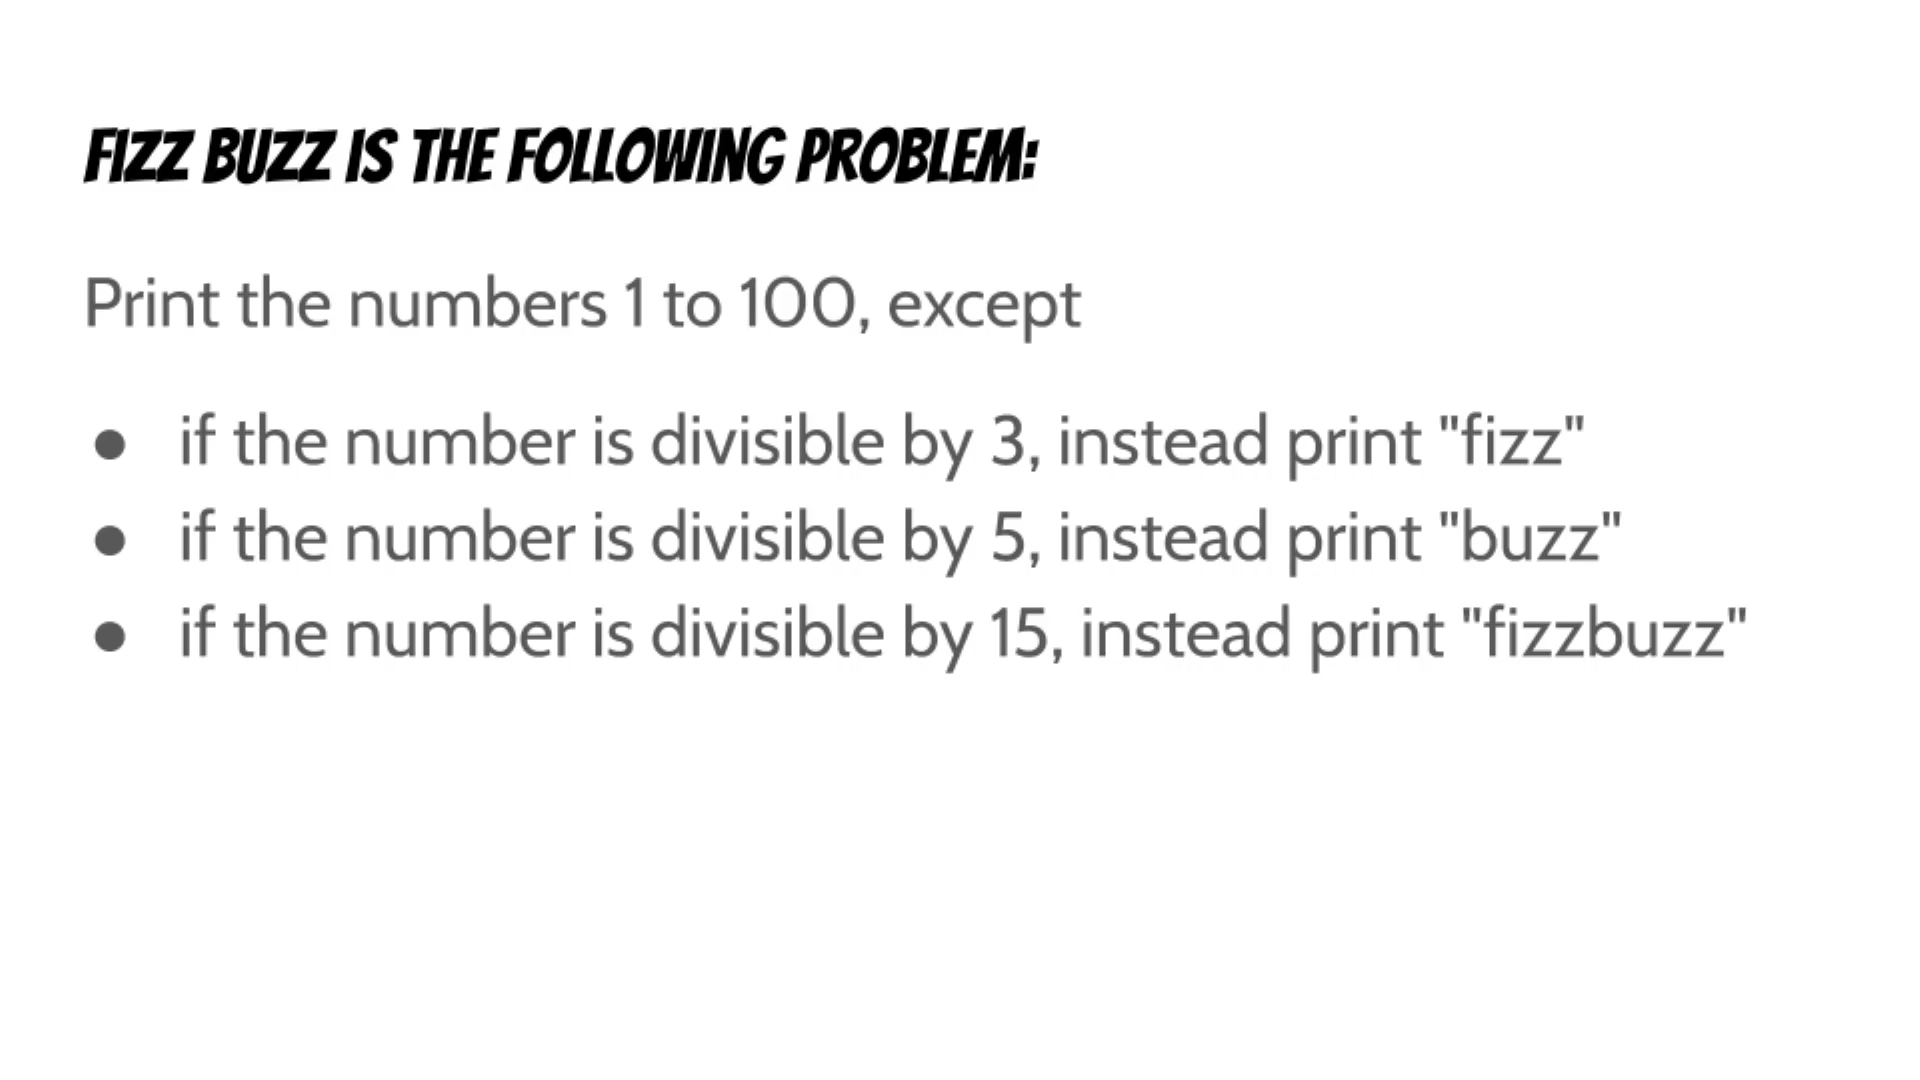 FIZZ BUZZ IS THE FOLLOWING PROBLEM:
Print the numbers 1 to 100, except
● if the number is divisible by 3, instead print "fizz"
● if the number is divisible by 5, instead print "buzz"
● if the number is divisible by 15, instead print "fizzbuzz"